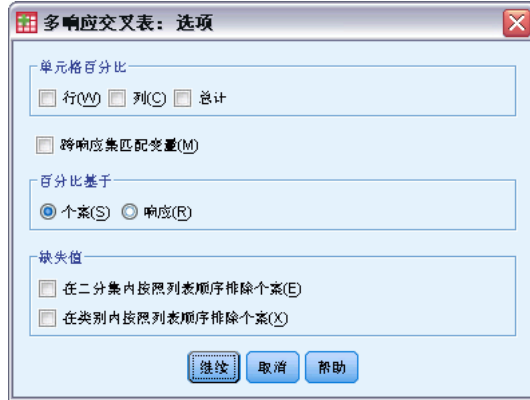 多响应交叉表：选项
单元格百分比
行(W) 列(C) 总计
跨响应集匹配变量(M)
百分比基于
个案(S) 响应(R)
缺失值
在二分集内按照列表顺序排除个案(E)
在类别内按照列表顺序排除个案(X)
继续 取消 帮助